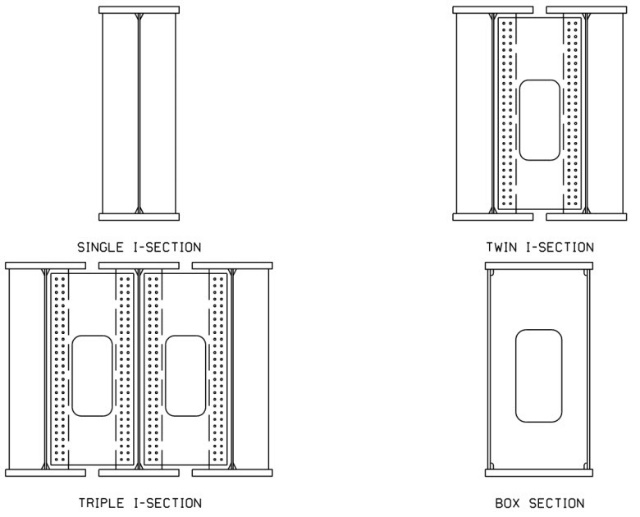 SINGLE I-SECTION
TWIN I-SECTION
TRIPLE I-SECTION
BOX SECTION